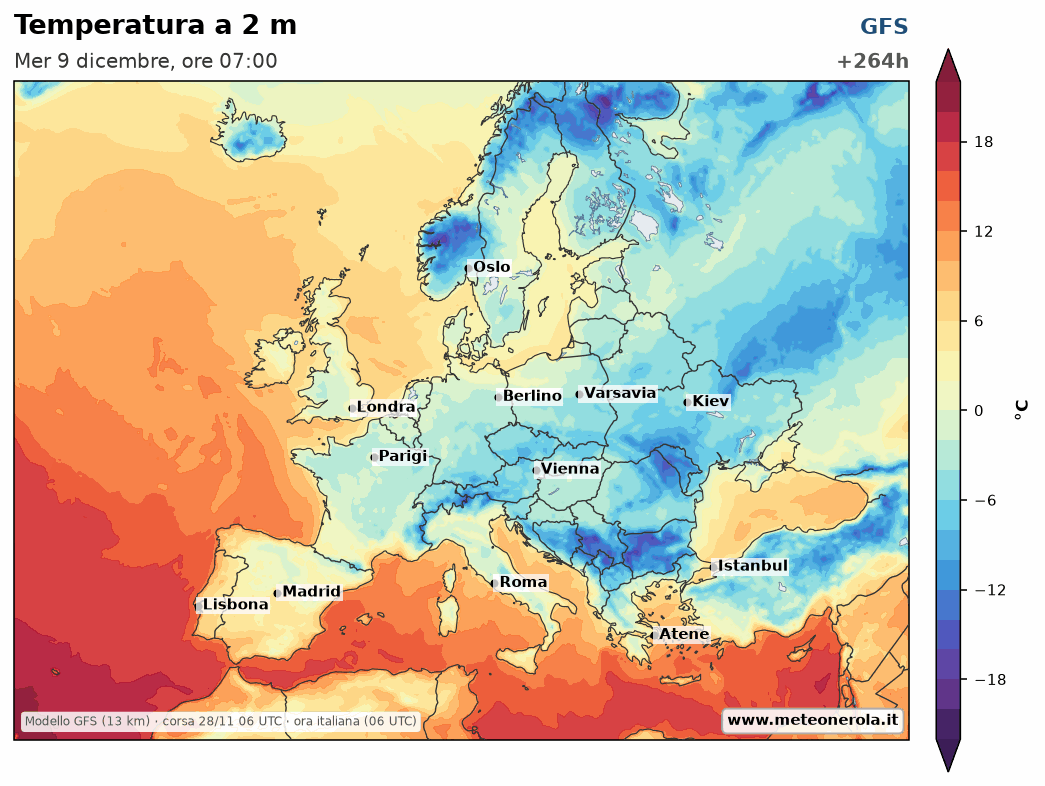 Temperatura a 2 m
GFS
Mer 9 dicembre, ore 07:00
+264h
18
12
6
0
−6
−12
−18
°C
Oslo
Londra
Berlino
Varsavia
Kiev
Parigi
Vienna
Istanbul
Madrid
Roma
Lisbona
Atene
Modello GFS (13 km) · corsa 28/11 06 UTC · ora italiana (06 UTC)
www.meteonerola.it